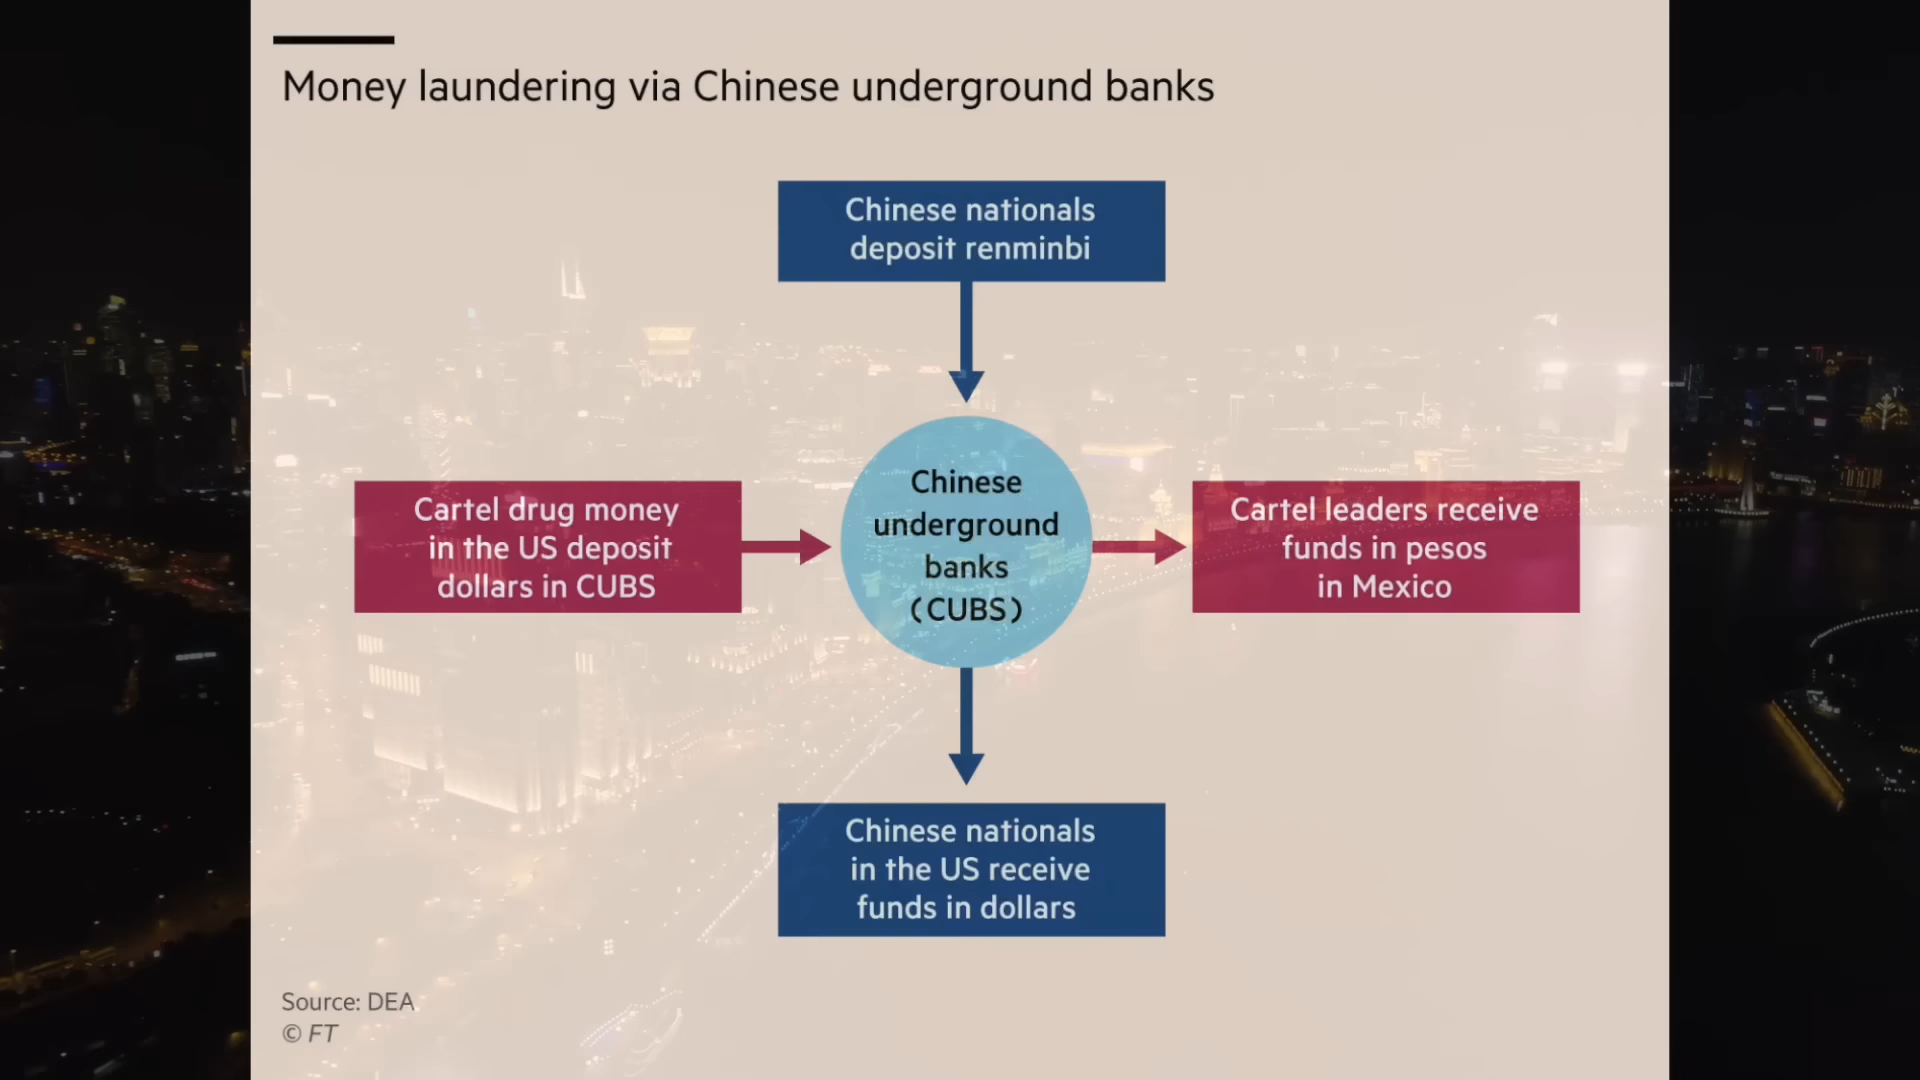 Money laundering via Chinese underground banks
Chinese nationals
deposit renminbi
Cartel drug money
in the US deposit
dollars in CUBS
Chinese
underground
banks
(CUBS)
Cartel leaders receive
funds in pesos
in Mexico
Chinese nationals
in the US receive
funds in dollars
Source: DEA
© FT